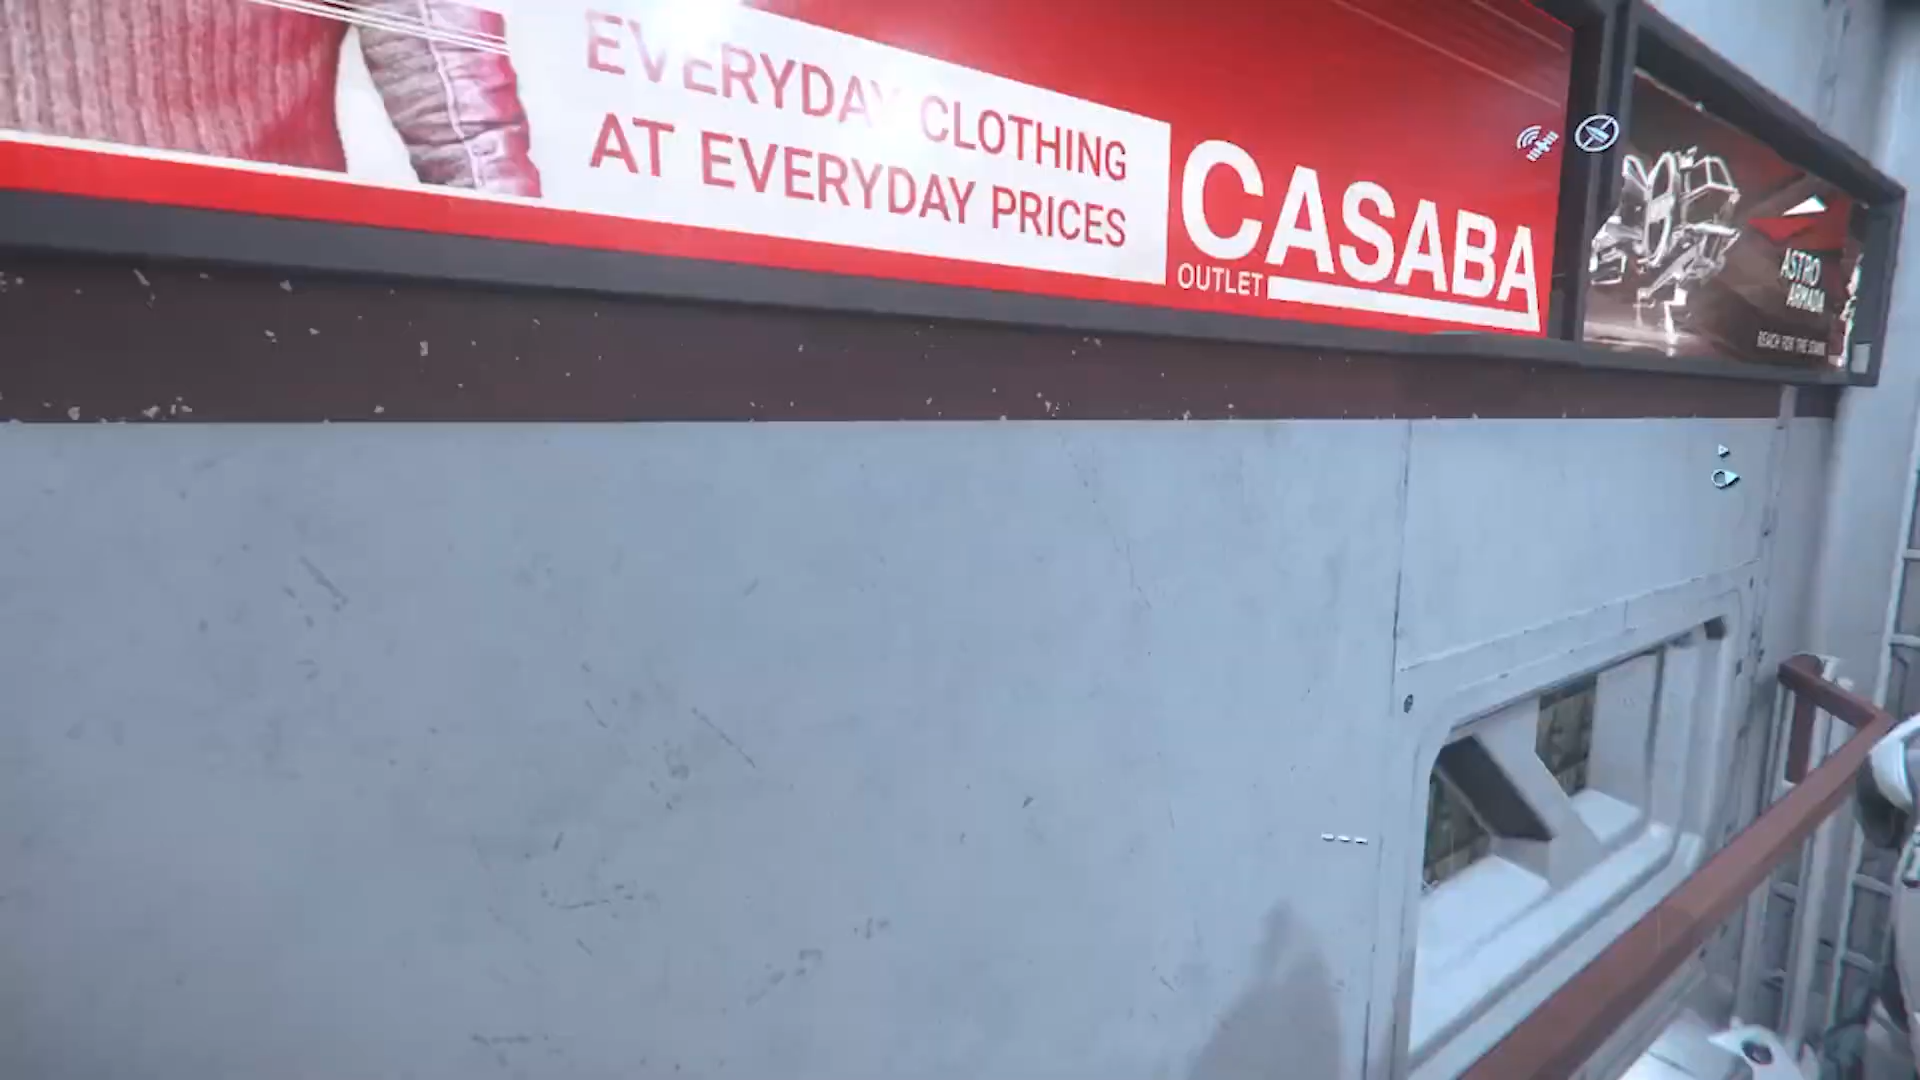 EVERYDAY CLOTHING
AT EVERYDAY PRICES
CASABA
OUTLET
ASTRO
ARMADA
REACH FOR THE STARS